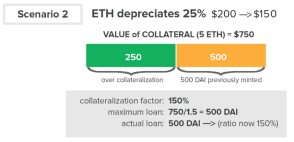 Scenario 2
ETH depreciates 25% $200 —> $150
VALUE of COLLATERAL (5 ETH) = $750
250 500
over collateralization 500 DAI previously minted
collateralization factor: 150%
maximum loan: 750/1.5 = 500 DAI
actual loan: 500 DAI —> (ratio now 150%)